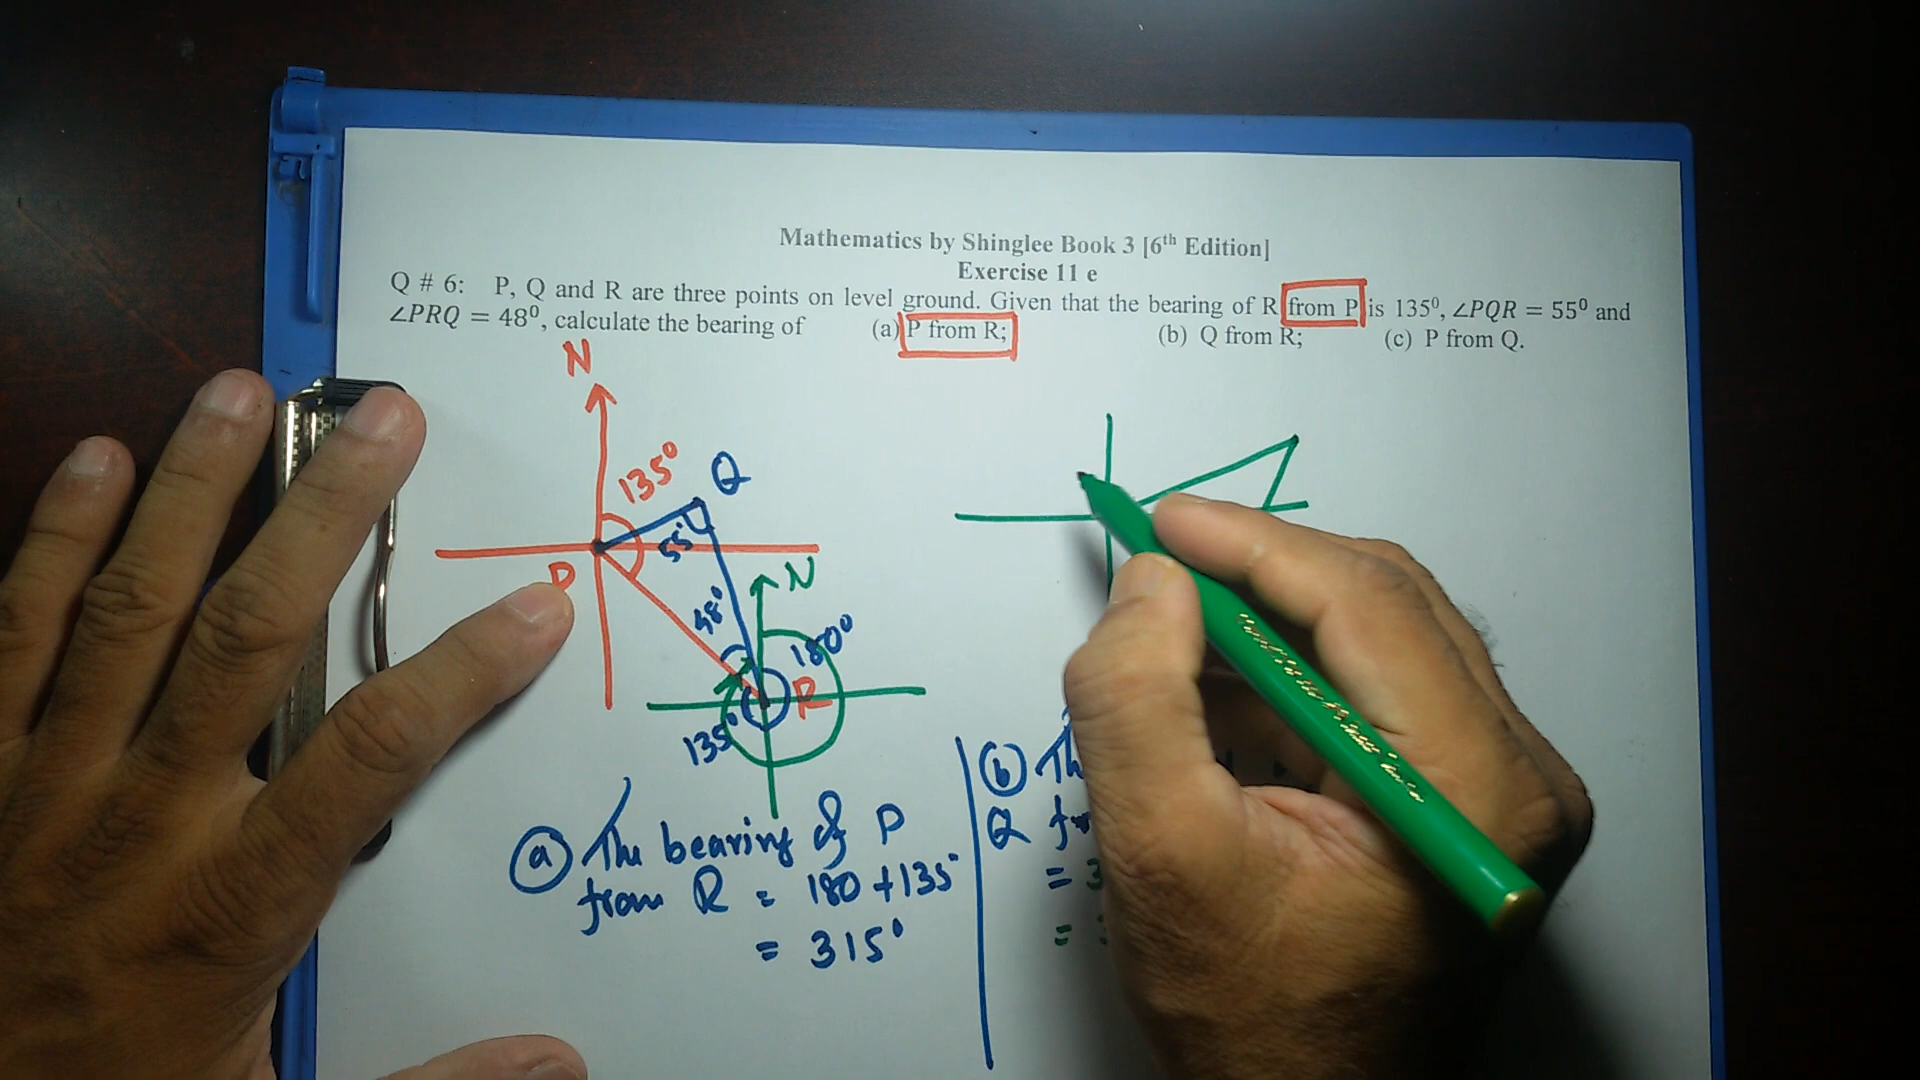 Mathematics by Shinglee Book 3 [6th Edition]
Exercise 11 e
Q # 6: P, Q and R are three points on level ground. Given that the bearing of R from P is 135⁰, ∠PQR = 55⁰ and
∠PRQ = 48⁰, calculate the bearing of (a) P from R; (b) Q from R; (c) P from Q.
N
135°
Q
55°
P
N
48°
180°
R
135°
(a) The bearing of P
from R = 180 + 135°
= 315°
(b)
Q
= 3
=